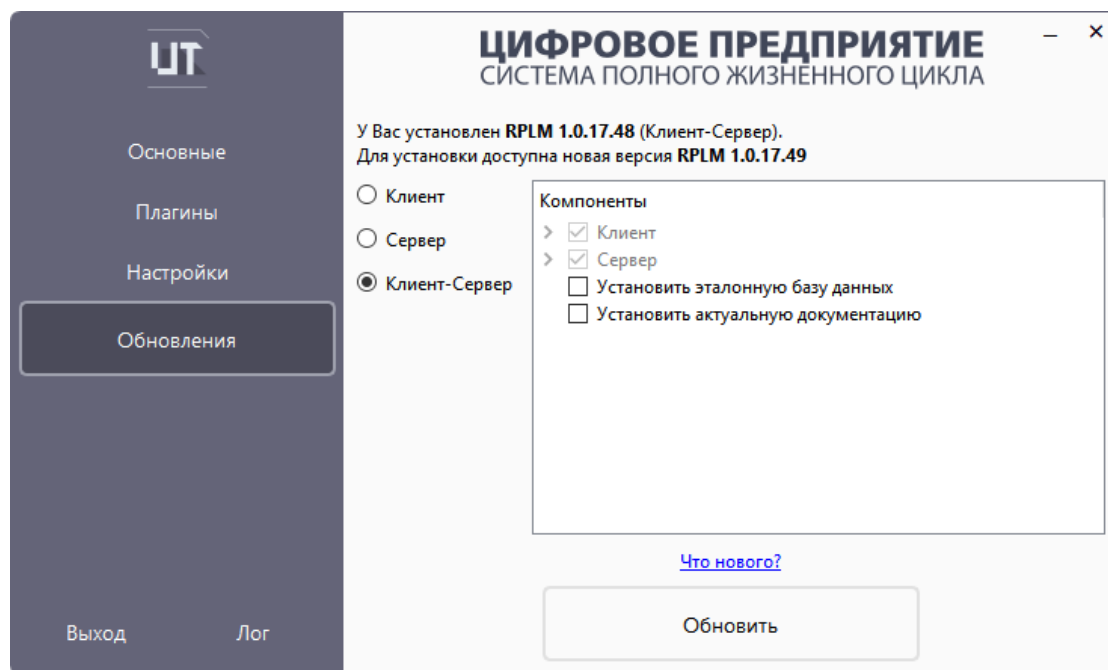 ЦТ
ЦИФРОВОЕ ПРЕДПРИЯТИЕ
СИСТЕМА ПОЛНОГО ЖИЗНЕННОГО ЦИКЛА
Основные
Плагины
Настройки
Обновления
Выход
Лог
У Вас установлен RPLM 1.0.17.48 (Клиент-Сервер).
Для установки доступна новая версия RPLM 1.0.17.49
Клиент
Сервер
Клиент-Сервер
Компоненты
Клиент
Сервер
Установить эталонную базу данных
Установить актуальную документацию
Что нового?
Обновить